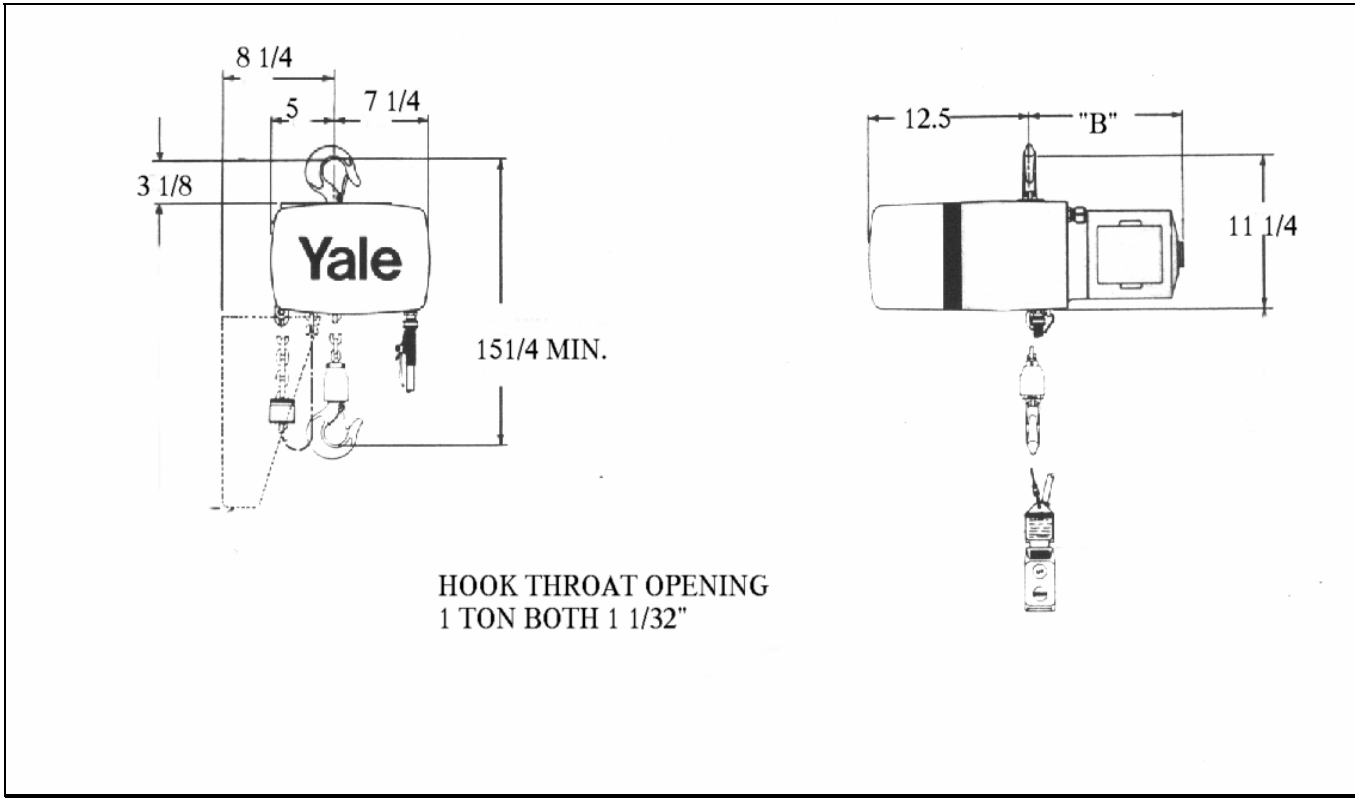 8 1/4
5
7 1/4
3 1/8
Yale
151/4 MIN.
12.5
"B"
11 1/4
HOOK THROAT OPENING
1 TON BOTH 1 1/32"